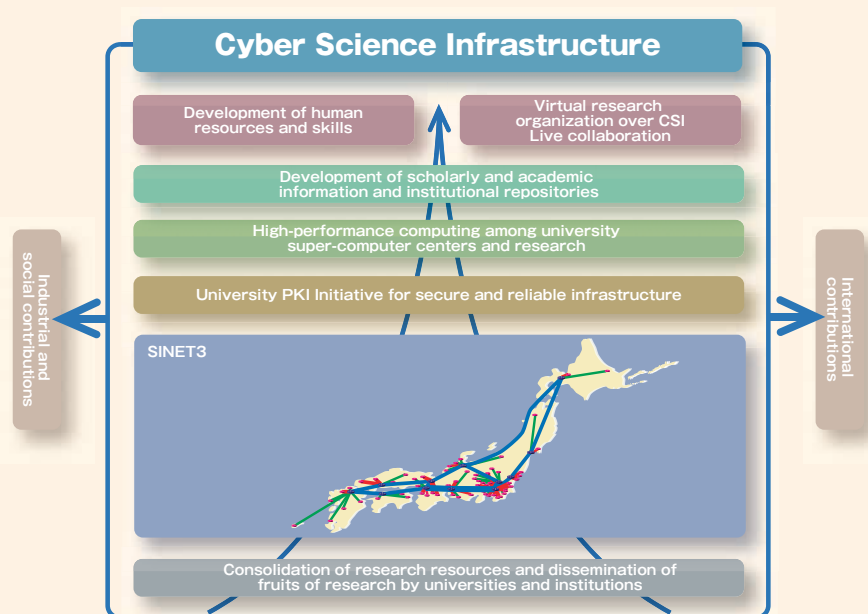 Cyber Science Infrastructure
Development of human
resources and skills
Virtual research
organization over CSI
Live collaboration
Development of scholarly and academic
information and institutional repositories
High-performance computing among university
super-computer centers and research
University PKI Initiative for secure and reliable infrastructure
Industrial and
social contributions
International
contributions
SINET3
Consolidation of research resources and dissemination of
fruits of research by universities and institutions